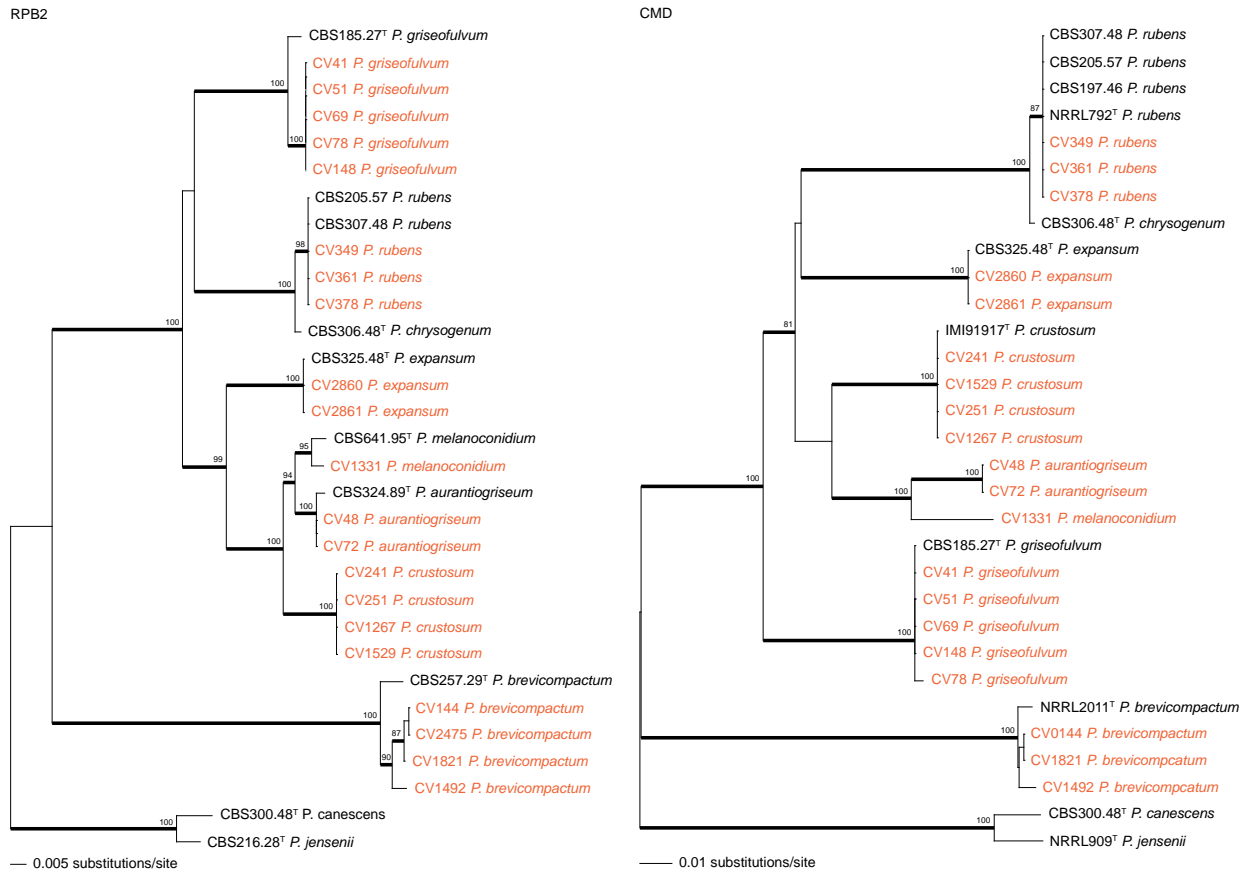 RPB2
CBS185.27ᵀ P. griseofulvum
CV41 P. griseofulvum
100
CV51 P. griseofulvum
CV69 P. griseofulvum
100
CV78 P. griseofulvum
CV148 P. griseofulvum
CBS205.57 P. rubens
CBS307.48 P. rubens
98
CV349 P. rubens
CV361 P. rubens
100
CV378 P. rubens
100
CBS306.48ᵀ P. chrysogenum
CBS325.48ᵀ P. expansum
100
CV2860 P. expansum
CV2861 P. expansum
CBS641.95ᵀ P. melanoconidium
95
99
CV1331 P. melanoconidium
94
CBS324.89ᵀ P. aurantiogriseum
100
CV48 P. aurantiogriseum
CV72 P. aurantiogriseum
CV241 P. crustosum
CV251 P. crustosum
100
CV1267 P. crustosum
CV1529 P. crustosum
CBS257.29ᵀ P. brevicompactum
CV144 P. brevicompactum
100
87
CV2475 P. brevicompactum
90
CV1821 P. brevicompactum
CV1492 P. brevicompactum
CBS300.48ᵀ P. canescens
100
CBS216.28ᵀ P. jensenii
0.005 substitutions/site
CMD
CBS307.48 P. rubens
CBS205.57 P. rubens
CBS197.46 P. rubens
87
NRRL792ᵀ P. rubens
CV349 P. rubens
100
CV361 P. rubens
CV378 P. rubens
CBS306.48ᵀ P. chrysogenum
CBS325.48ᵀ P. expansum
100
CV2860 P. expansum
CV2861 P. expansum
81
IMI91917ᵀ P. crustosum
CV241 P. crustosum
100
CV1529 P. crustosum
CV251 P. crustosum
CV1267 P. crustosum
CV48 P. aurantiogriseum
100
CV72 P. aurantiogriseum
100
CV1331 P. melanoconidium
CBS185.27ᵀ P. griseofulvum
CV41 P. griseofulvum
CV51 P. griseofulvum
CV69 P. griseofulvum
100
CV148 P. griseofulvum
CV78 P. griseofulvum
NRRL2011ᵀ P. brevicompactum
100
CV0144 P. brevicompactum
CV1821 P. brevicompcatum
CV1492 P. brevicompcatum
CBS300.48ᵀ P. canescens
100
NRRL909ᵀ P. jensenii
0.01 substitutions/site